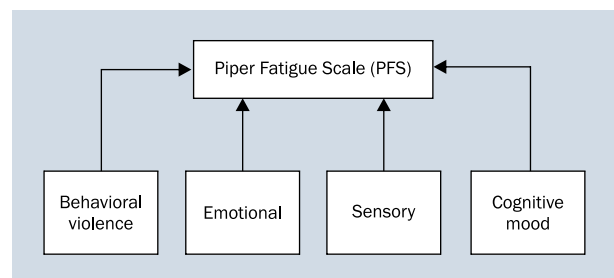 Piper Fatigue Scale (PFS)
Behavioral
violence
Emotional
Sensory
Cognitive
mood